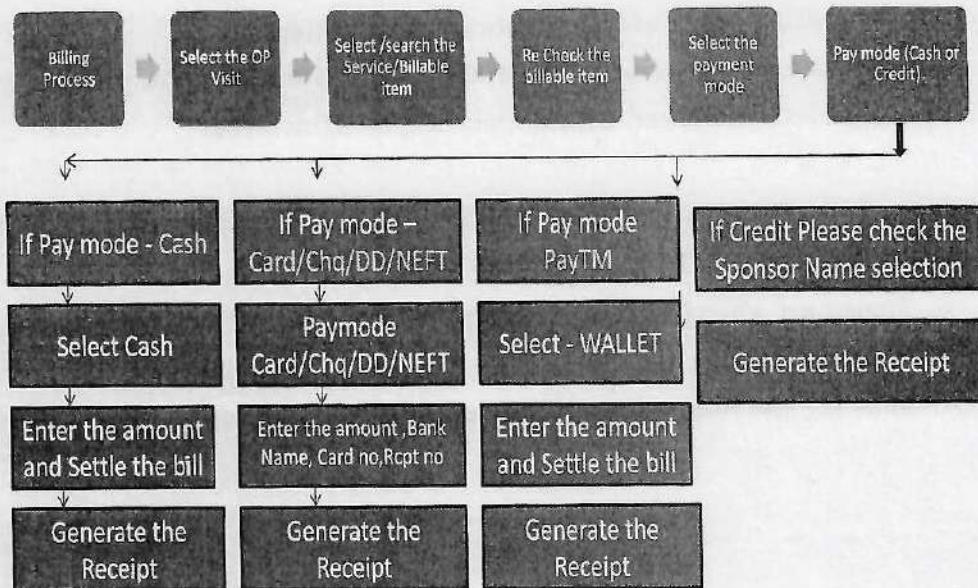 Billing
Process
Select the OP
Visit
Select /search the
Service/Billable
item
Re Check the
billable item
Select the
payment
mode
Pay mode (Cash or
Credit).
If Pay mode - Cash
Select Cash
Enter the amount
and Settle the bill
Generate the
Receipt
If Pay mode –
Card/Chq/DD/NEFT
Paymode
Card/Chq/DD/NEFT
Enter the amount ,Bank
Name, Card no,Rcpt no
Generate the
Receipt
If Pay mode
PayTM
Select - WALLET
Enter the amount
and Settle the bill
Generate the
Receipt
If Credit Please check the
Sponsor Name selection
Generate the Receipt